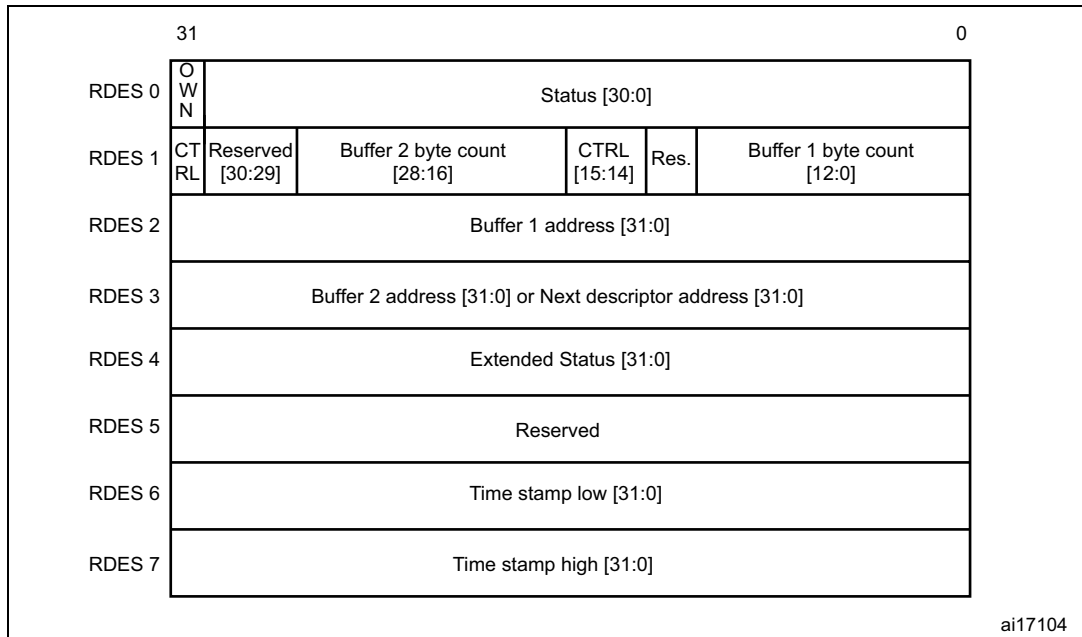 31 0
RDES 0 OWN Status [30:0]
RDES 1 CTRL Reserved [30:29] Buffer 2 byte count [28:16] CTRL [15:14] Res. Buffer 1 byte count [12:0]
RDES 2 Buffer 1 address [31:0]
RDES 3 Buffer 2 address [31:0] or Next descriptor address [31:0]
RDES 4 Extended Status [31:0]
RDES 5 Reserved
RDES 6 Time stamp low [31:0]
RDES 7 Time stamp high [31:0]
ai17104